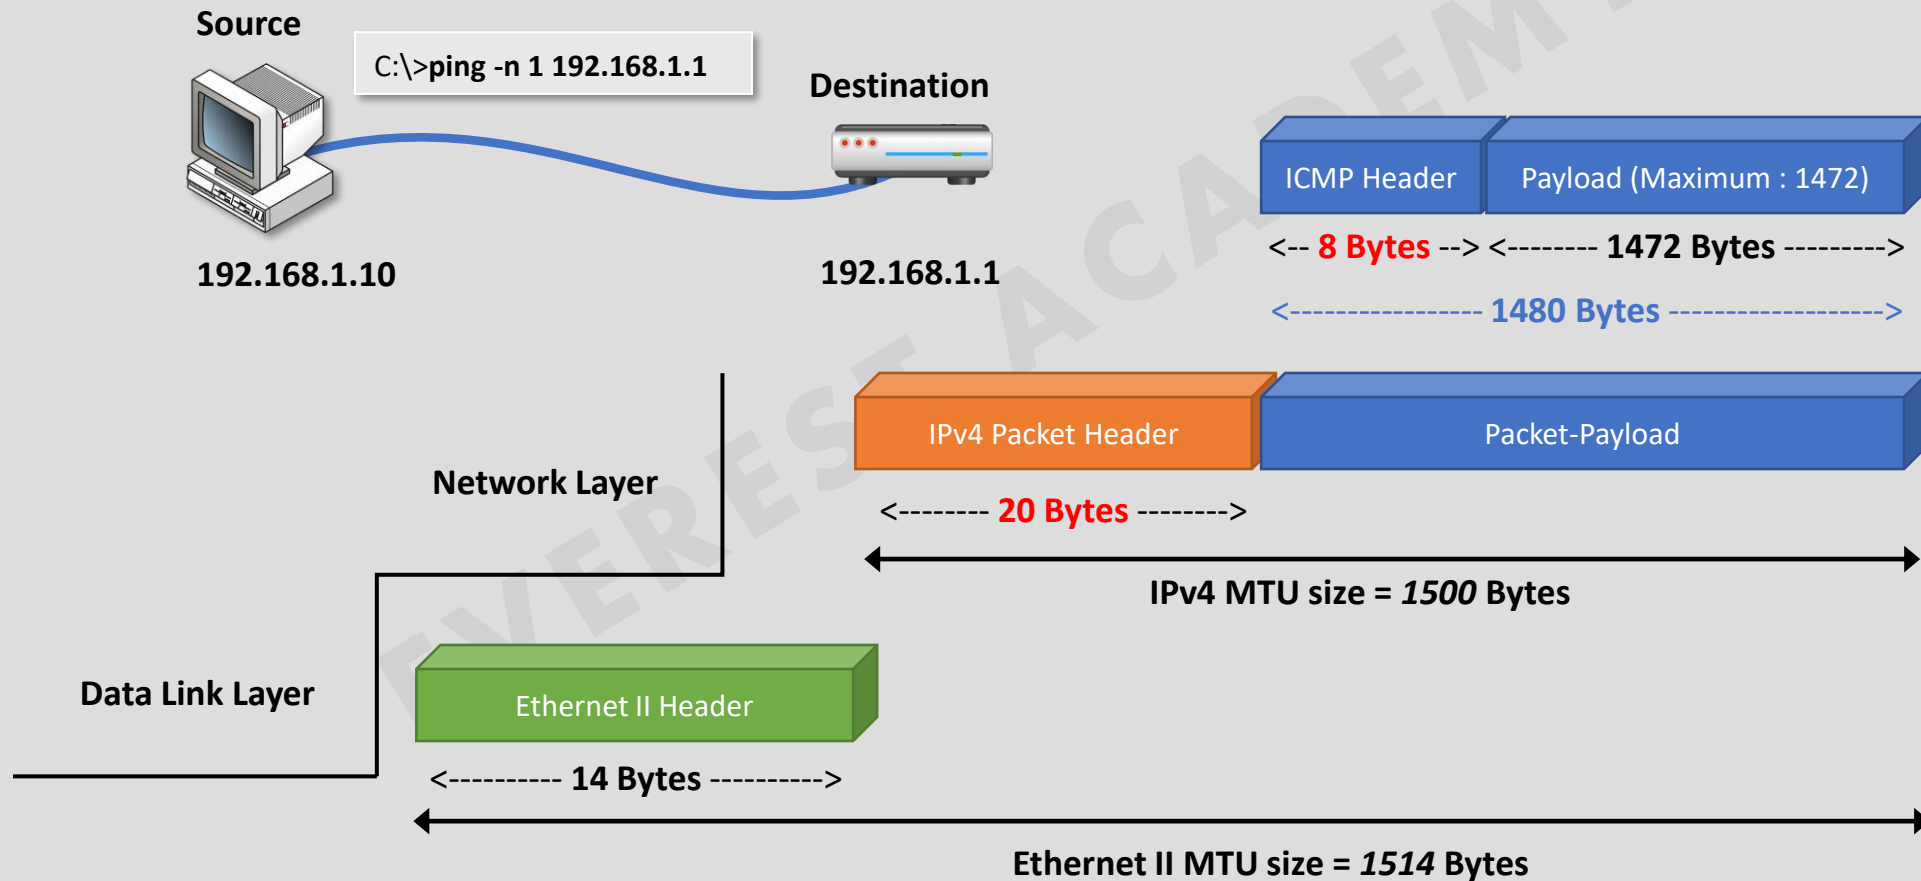 Source
C:\>ping -n 1 192.168.1.1
Destination
192.168.1.10
192.168.1.1
ICMP Header
Payload (Maximum : 1472)
<-- 8 Bytes -->
<-------- 1472 Bytes --------->
<----------------- 1480 Bytes ------------------->
IPv4 Packet Header
Packet-Payload
Network Layer
<-------- 20 Bytes -------->
IPv4 MTU size = 1500 Bytes
Data Link Layer
Ethernet II Header
<---------- 14 Bytes ---------->
Ethernet II MTU size = 1514 Bytes
EVEREST ACADEMY